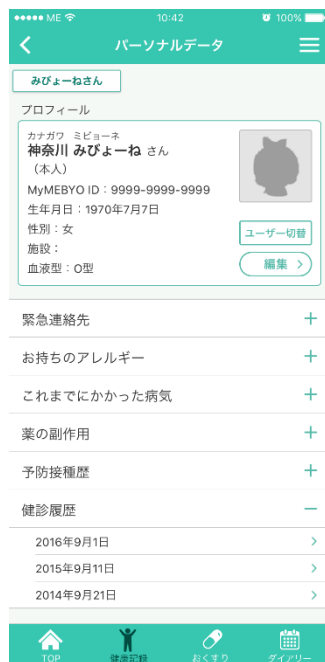 ME 10:42 100%
パーソナルデータ
みびょーねさん
プロフィール
カナガワ ミビョーネ
神奈川 みびょーね さん
（本人）
MyMEBYO ID：9999-9999-9999
生年月日：1970年7月7日
性別：女
施設：
血液型：O型
ユーザー切替
編集
緊急連絡先
お持ちのアレルギー
これまでにかかった病気
薬の副作用
予防接種歴
健診履歴
2016年9月1日
2015年9月11日
2014年9月21日
TOP 健康記録 おくすり ダイアリー